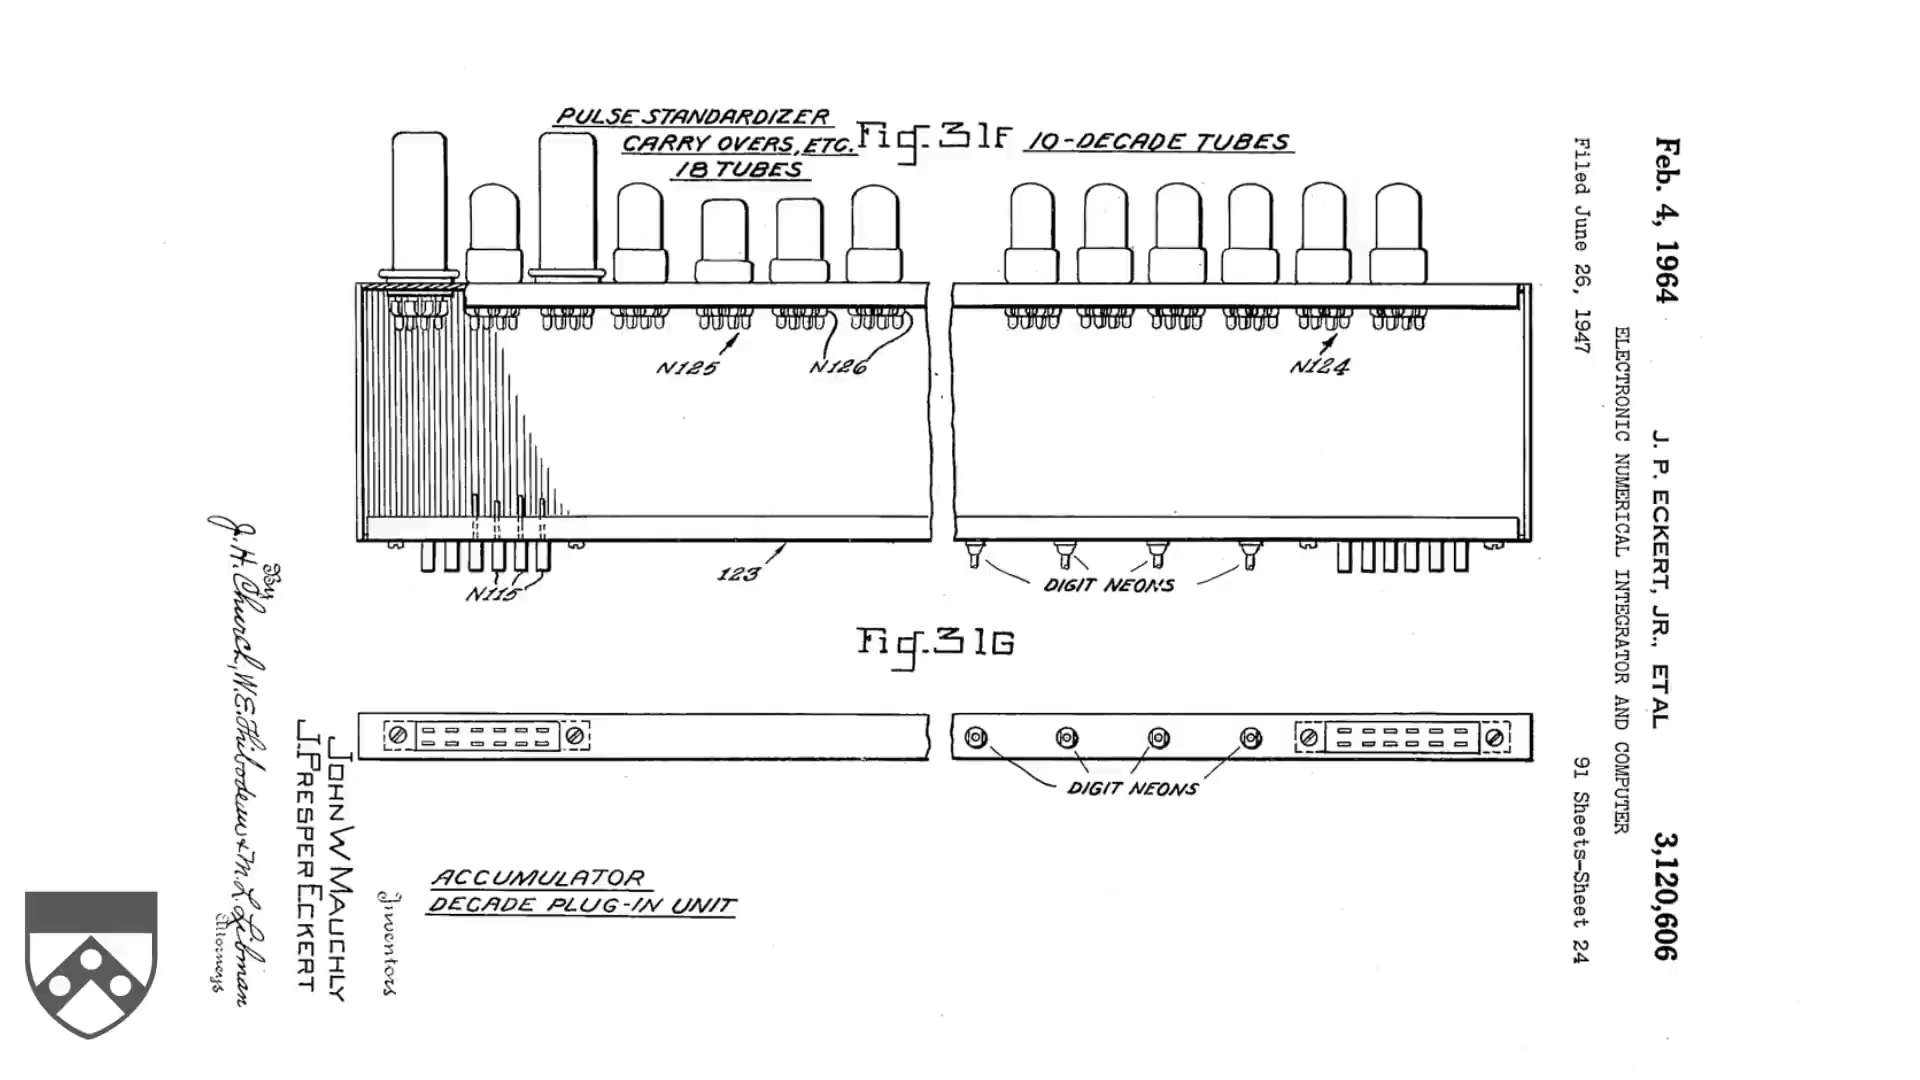 PULSE STANDARDIZER
CARRY OVERS, ETC.
18 TUBES
Fig. 31F
10-DECADE TUBES
N125
N126
N124
N115
123
DIGIT NEONS
Fig. 31G
DIGIT NEONS
ACCUMULATOR
DECADE PLUG-IN UNIT
Feb. 4, 1964
J. P. ECKERT, JR., ETAL
3,120,606
ELECTRONIC NUMERICAL INTEGRATOR AND COMPUTER
Filed June 26, 1947
91 Sheets-Sheet 24
Inventors
JOHN W MAUCHLY
J. PRESPER ECKERT
By
J. H. Church, W. E. Thibodeau & M. L. Libman
Attorneys